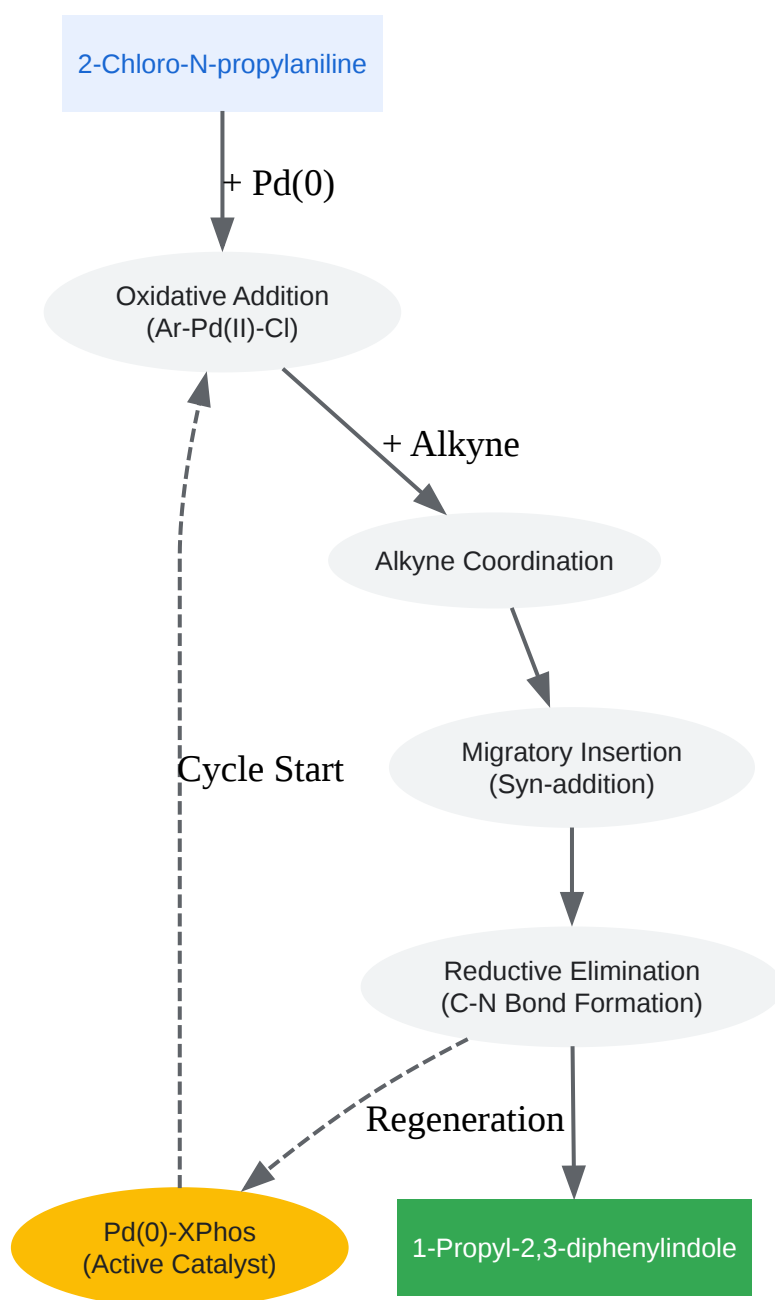 2-Chloro-N-propylaniline
+ Pd(0)
Oxidative Addition
(Ar-Pd(II)-Cl)
+ Alkyne
Alkyne Coordination
Migratory Insertion
(Syn-addition)
Cycle Start
Reductive Elimination
(C-N Bond Formation)
Regeneration
Pd(0)-XPhos
(Active Catalyst)
1-Propyl-2,3-diphenylindole